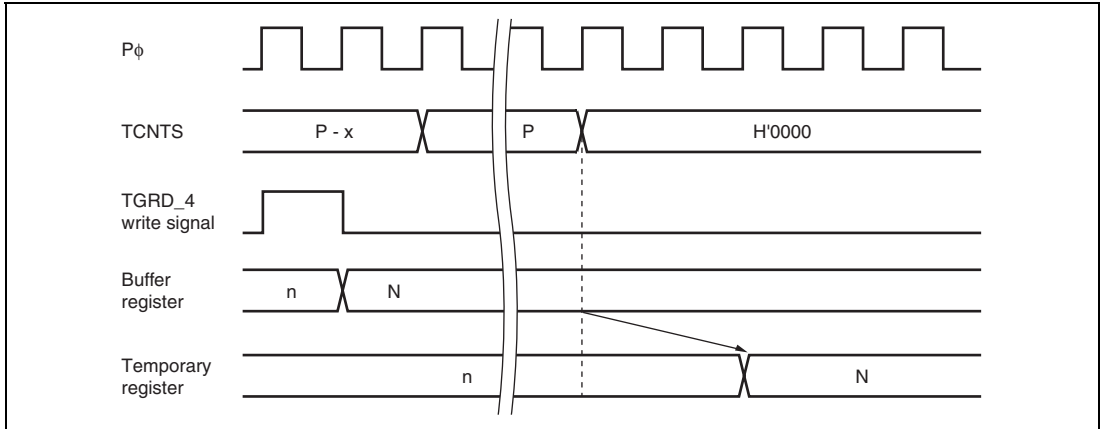 Pϕ
TCNTS
P - x
P
H'0000
TGRD_4
write signal
Buffer
register
n
N
Temporary
register
n
N